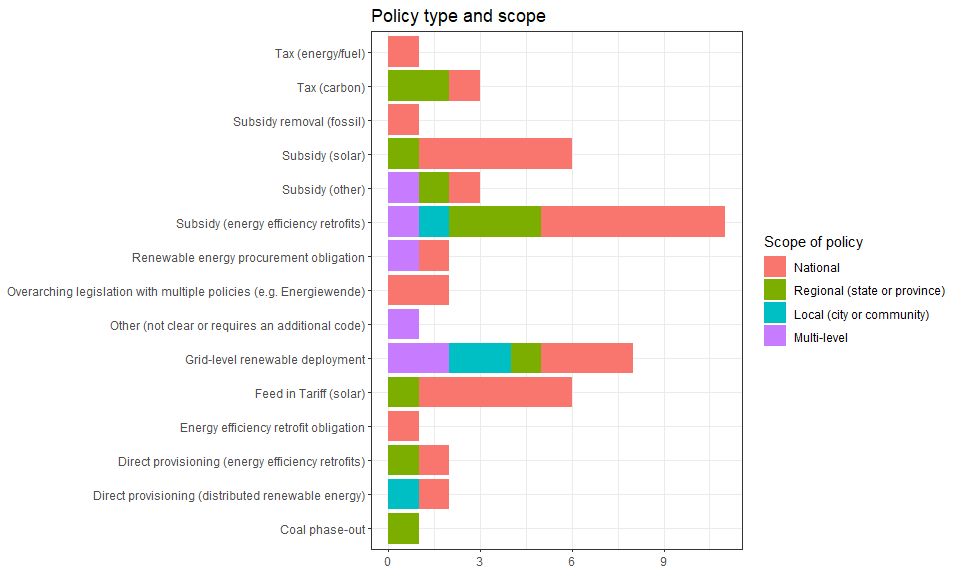 Policy type and scope
Tax (energy/fuel)
Tax (carbon)
Subsidy removal (fossil)
Subsidy (solar)
Subsidy (other)
Subsidy (energy efficiency retrofits)
Renewable energy procurement obligation
Overarching legislation with multiple policies (e.g. Energiewende)
Other (not clear or requires an additional code)
Grid-level renewable deployment
Feed in Tariff (solar)
Energy efficiency retrofit obligation
Direct provisioning (energy efficiency retrofits)
Direct provisioning (distributed renewable energy)
Coal phase-out
0 3 6 9
Scope of policy
National
Regional (state or province)
Local (city or community)
Multi-level